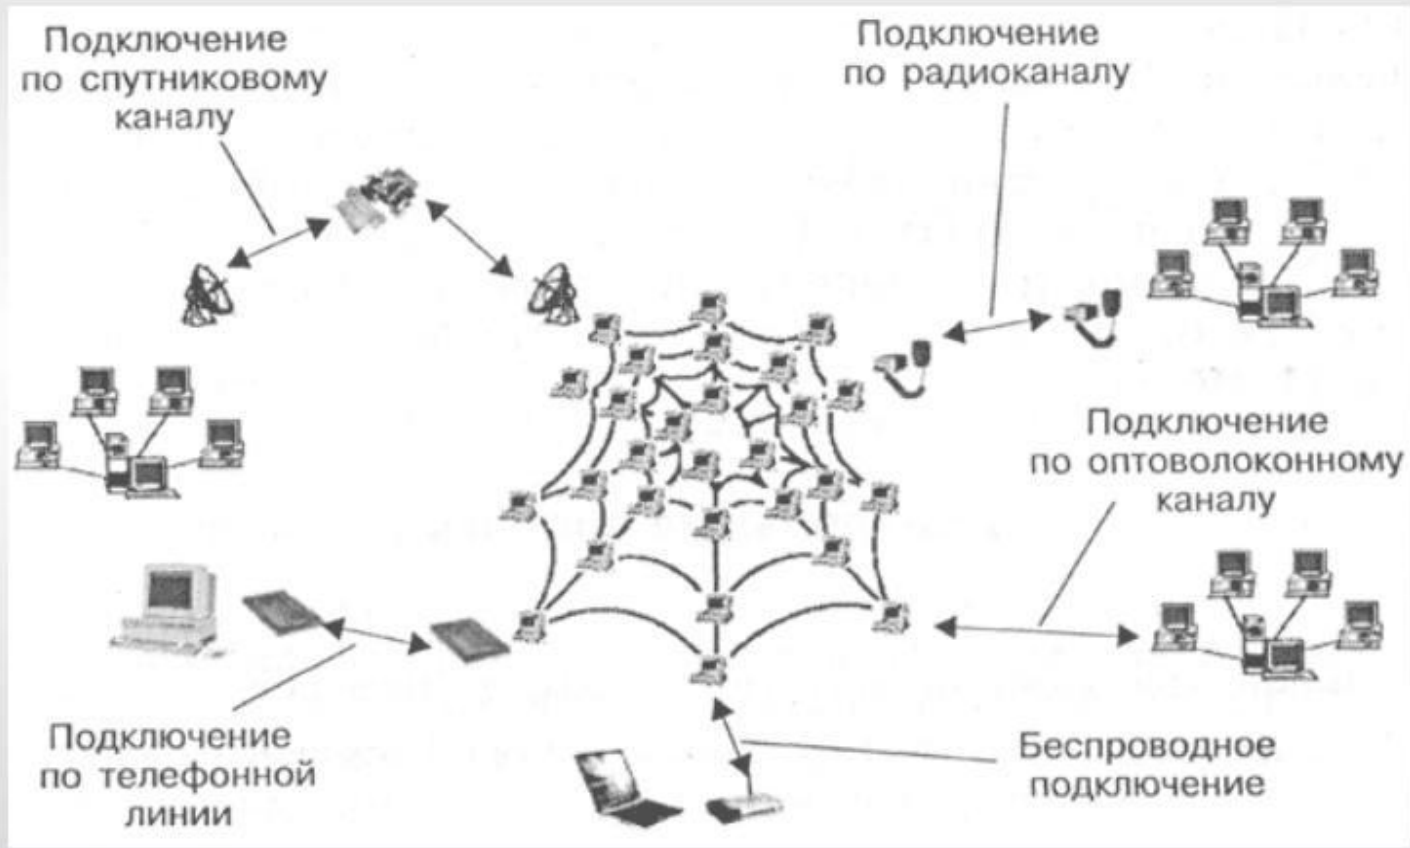 Подключение
по спутниковому
каналу
Подключение
по радиоканалу
Подключение
по оптоволоконному
каналу
Подключение
по телефонной
линии
Беспроводное
подключение